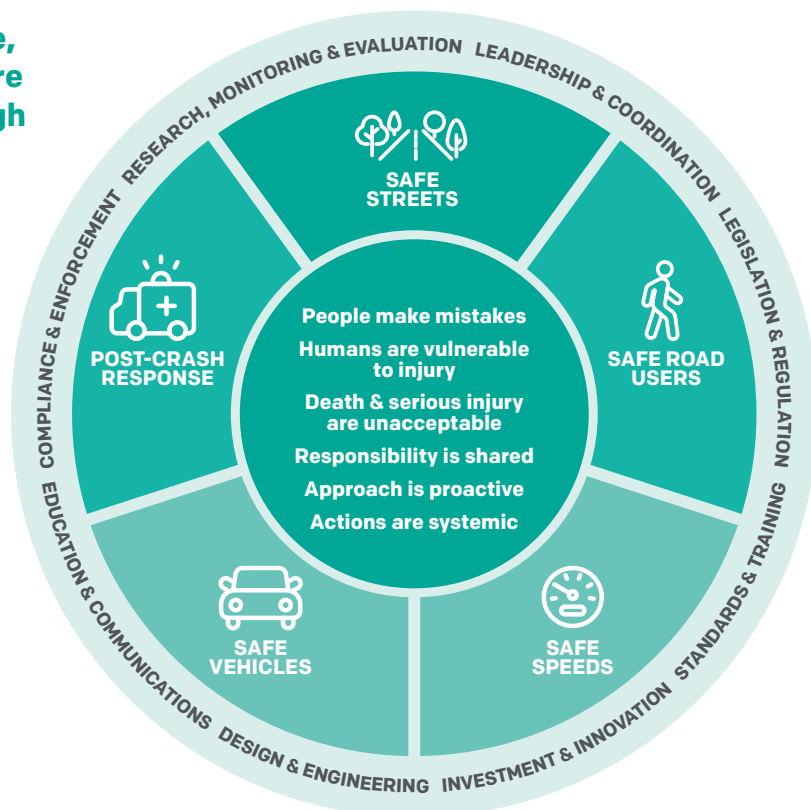 e,
re
gh
RESEARCH, MONITORING & EVALUATION
LEADERSHIP & COORDINATION
LEGISLATION & REGULATION
STANDARDS & TRAINING
INVESTMENT & INNOVATION
DESIGN & ENGINEERING
EDUCATION & COMMUNICATIONS
COMPLIANCE & ENFORCEMENT
SAFE
STREETS
POST-CRASH
RESPONSE
SAFE ROAD
USERS
People make mistakes
Humans are vulnerable
to injury
Death & serious injury
are unacceptable
Responsibility is shared
Approach is proactive
Actions are systemic
SAFE
VEHICLES
SAFE
SPEEDS